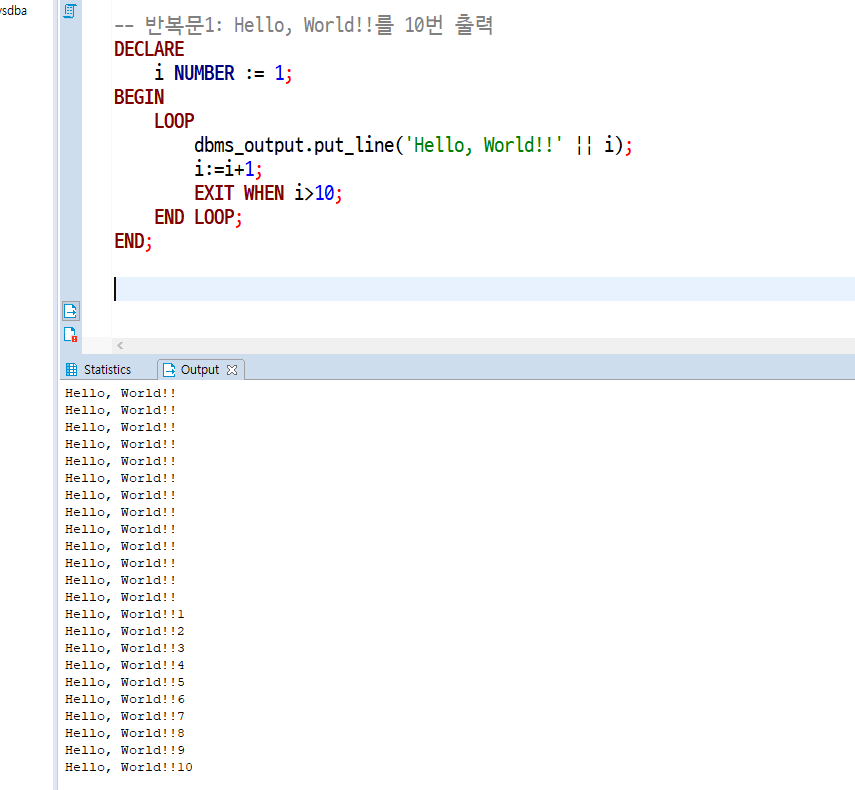 ysdba
-- 반복문1: Hello, World!!를 10번 출력
DECLARE
    i NUMBER := 1;
BEGIN
    LOOP
        dbms_output.put_line('Hello, World!!' || i);
        i:=i+1;
        EXIT WHEN i>10;
    END LOOP;
END;
Statistics Output
Hello, World!!
Hello, World!!
Hello, World!!
Hello, World!!
Hello, World!!
Hello, World!!
Hello, World!!
Hello, World!!
Hello, World!!
Hello, World!!
Hello, World!!
Hello, World!!
Hello, World!!
Hello, World!!1
Hello, World!!2
Hello, World!!3
Hello, World!!4
Hello, World!!5
Hello, World!!6
Hello, World!!7
Hello, World!!8
Hello, World!!9
Hello, World!!10